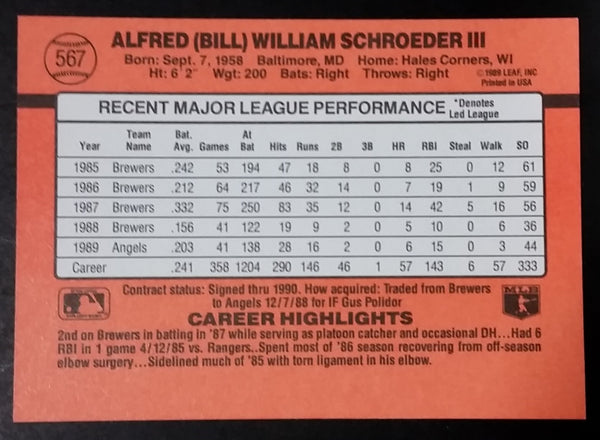 567
ALFRED (BILL) WILLIAM SCHROEDER III
Born: Sept. 7, 1958 Baltimore, MD Home: Hales Corners, WI
Ht: 6' 2" Wgt: 200 Bats: Right Throws: Right
©1989 LEAF, INC
Printed in USA
RECENT MAJOR LEAGUE PERFORMANCE
*Denotes
Led League
Year Team Name Bat. Avg. Games At Bat Hits Runs 2B 3B HR RBI Steal Walk SO
1985 Brewers .242 53 194 47 18 8 0 8 25 0 12 61
1986 Brewers .212 64 217 46 32 14 0 7 19 1 9 59
1987 Brewers .332 75 250 83 35 12 0 14 42 5 16 56
1988 Brewers .156 41 122 19 9 2 0 5 10 0 6 36
1989 Angels .203 41 138 28 16 2 0 6 15 0 3 44
Career .241 358 1204 290 146 46 1 57 143 6 57 333
Contract status: Signed thru 1990. How acquired: Traded from Brewers
to Angels 12/7/88 for IF Gus Polidor
MLB
CAREER HIGHLIGHTS
2nd on Brewers in batting in '87 while serving as platoon catcher and occasional DH...Had 6
RBI in 1 game 4/12/85 vs. Rangers..Spent most of '86 season recovering from off-season
elbow surgery...Sidelined much of '85 with torn ligament in his elbow.